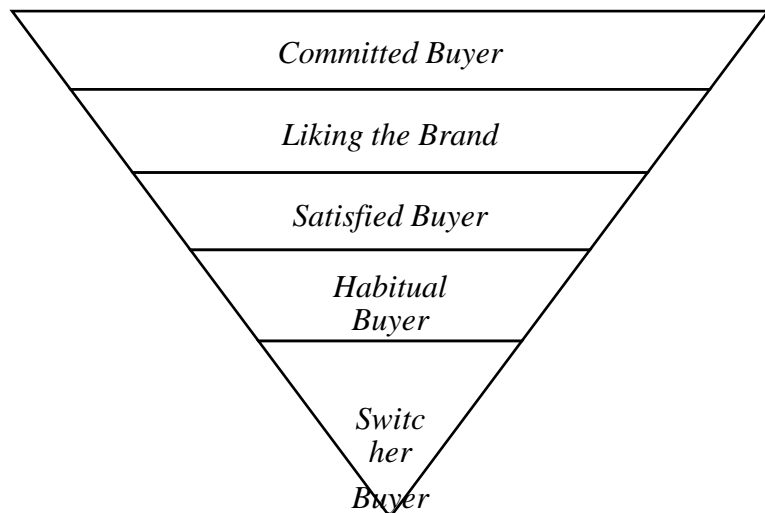 Committed Buyer
Liking the Brand
Satisfied Buyer
Habitual
Buyer
Switc
her
Buyer